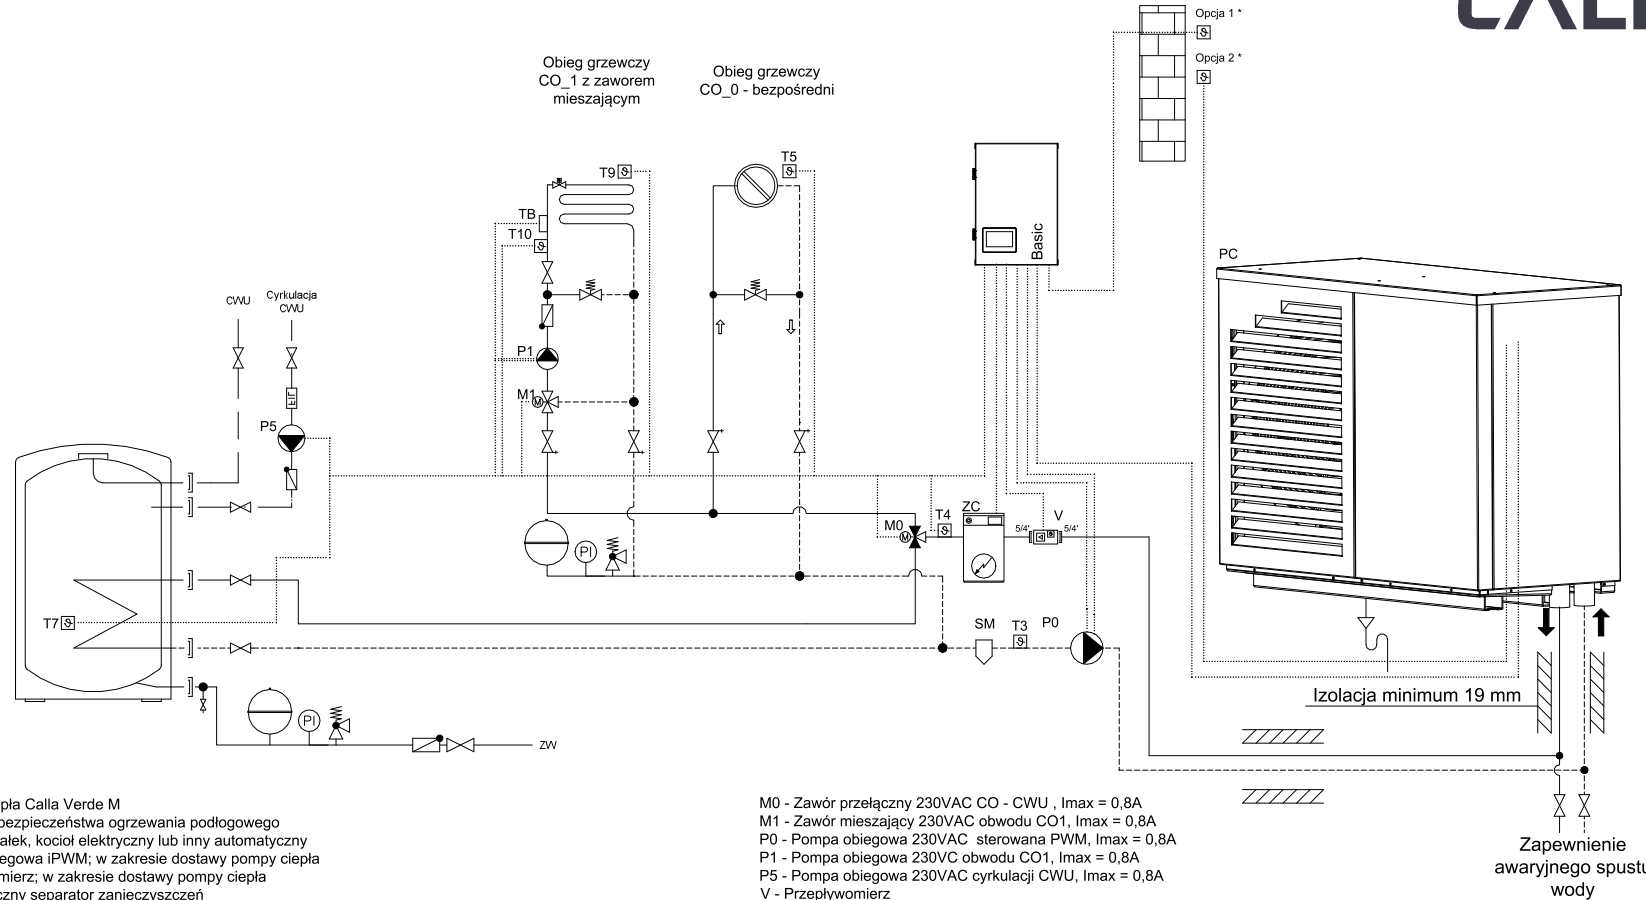 Opcja 1 *
Opcja 2 *
Obieg grzewczy
CO_1 z zaworem
mieszającym
Obieg grzewczy
CO_0 - bezpośredni
T9
T5
TB
T10
Basic
PC
CWU
Cyrkulacja
CWU
P1
M1
M
P5
ZC
V
T4
M0
M
5/4'
5/4'
PI
T7
SM
T3
P0
Izolacja minimum 19 mm
PI
ZW
pła Calla Verde M
bezpieczeństwa ogrzewania podłogowego
ałek, kocioł elektryczny lub inny automatyczny
egowa iPWM; w zakresie dostawy pompy ciepła
mierz; w zakresie dostawy pompy ciepła
czny separator zanieczyszczeń
M0 - Zawór przełączny 230VAC CO - CWU , Imax = 0,8A
M1 - Zawór mieszający 230VAC obwodu CO1, Imax = 0,8A
P0 - Pompa obiegowa 230VAC sterowana PWM, Imax = 0,8A
P1 - Pompa obiegowa 230VC obwodu CO1, Imax = 0,8A
P5 - Pompa obiegowa 230VAC cyrkulacji CWU, Imax = 0,8A
V - Przepływomierz
Zapewnienie
awaryjnego spustu
wody